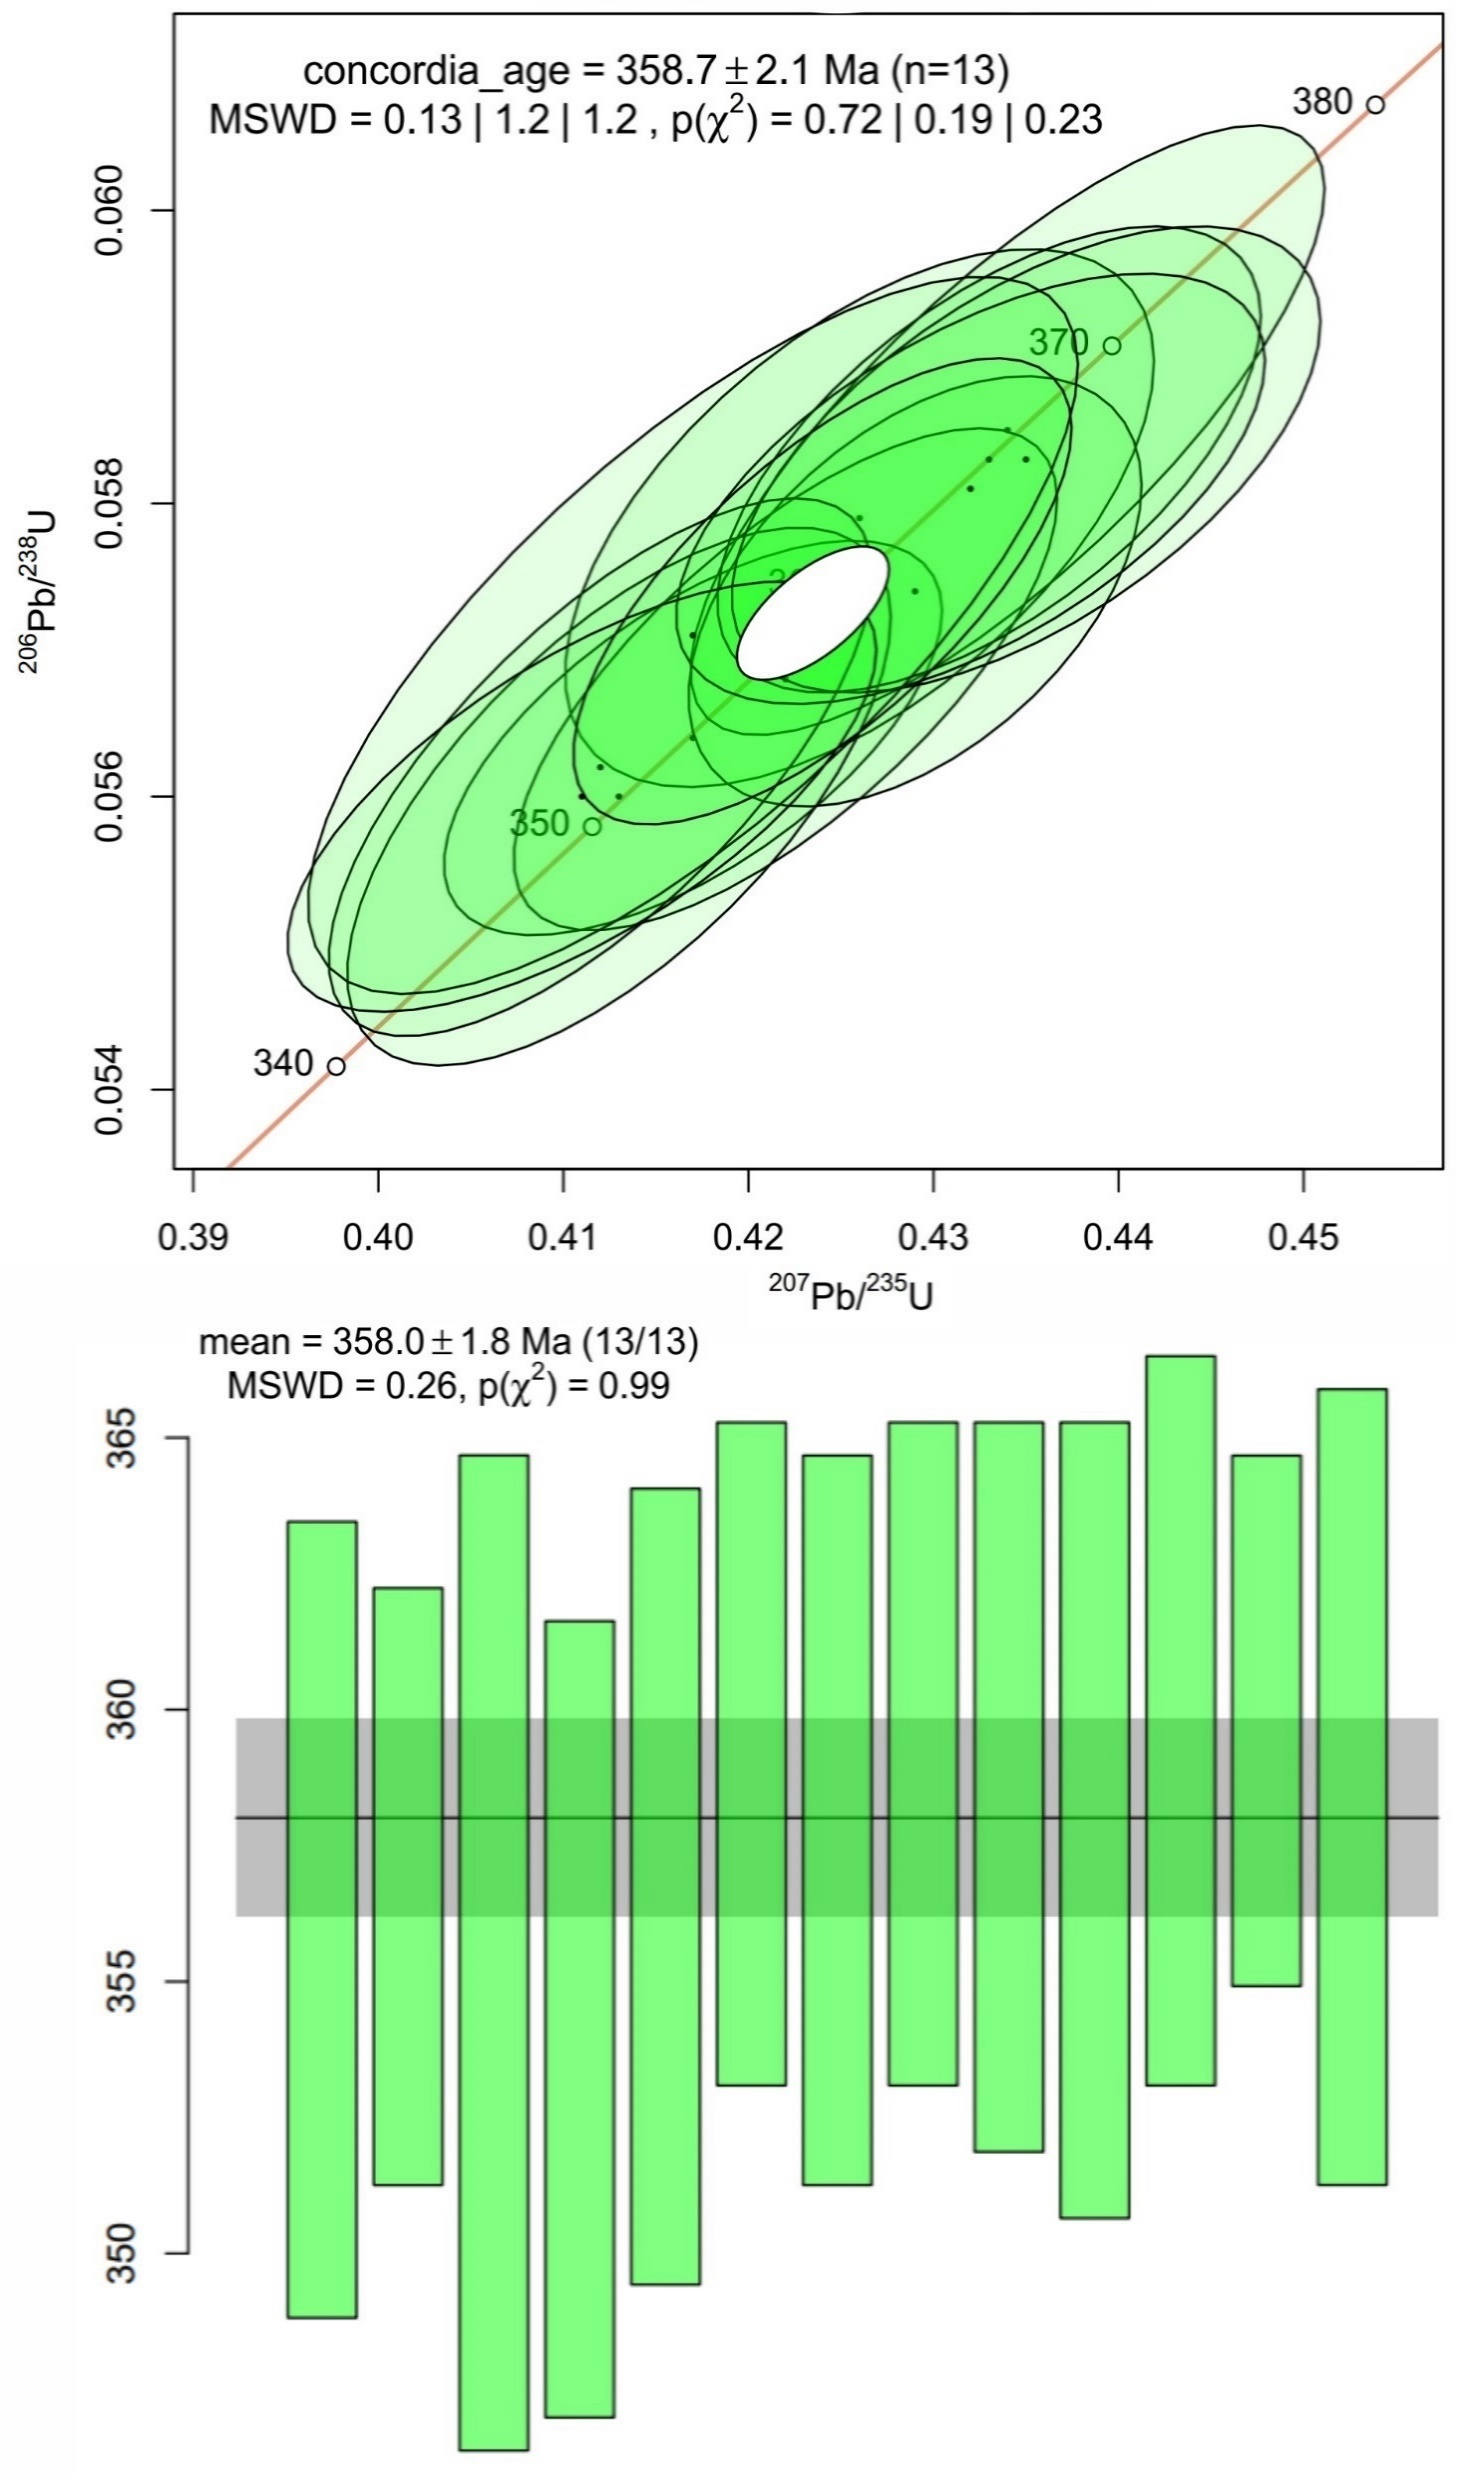 concordia_age = 358.7 ± 2.1 Ma (n=13)
MSWD = 0.13 | 1.2 | 1.2 , p(χ²) = 0.72 | 0.19 | 0.23
380
370
350
340
0.060
0.058
0.056
0.054
²⁰⁶Pb/²³⁸U
0.39 0.40 0.41 0.42 0.43 0.44 0.45
²⁰⁷Pb/²³⁵U
mean = 358.0 ± 1.8 Ma (13/13)
MSWD = 0.26, p(χ²) = 0.99
365
360
355
350